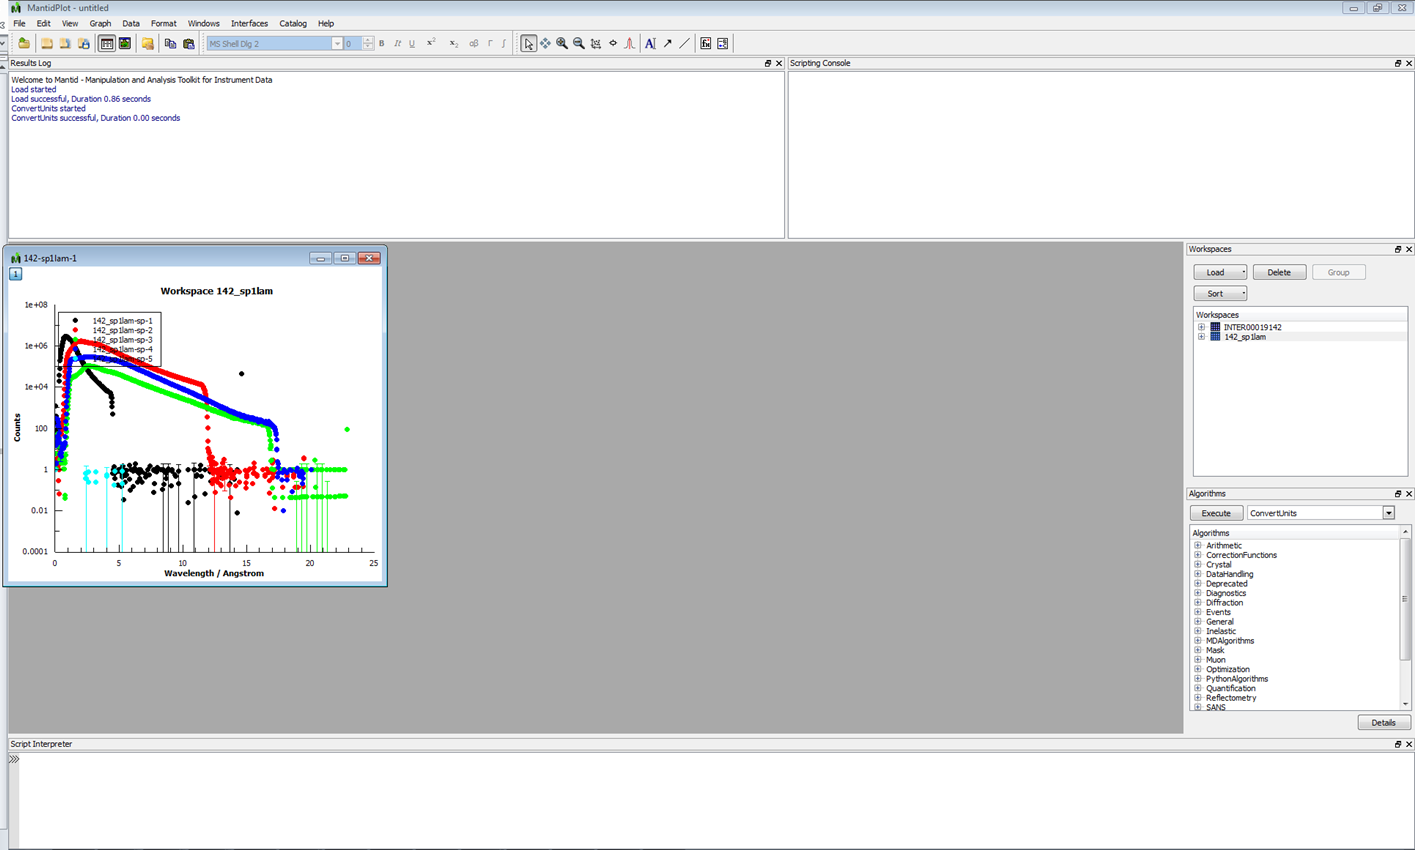 MantidPlot - untitled
File Edit View Graph Data Format Windows Interfaces Catalog Help
MS Shell Dlg 2 0 B It U x² x₂ αβ Γ ∫
Results Log
Welcome to Mantid - Manipulation and Analysis Toolkit for Instrument Data
Load started
Load successful, Duration 0.86 seconds
ConvertUnits started
ConvertUnits successful, Duration 0.00 seconds
Scripting Console
142-sp1lam-1
1
Workspace 142_sp1lam
142_sp1lam-sp-1
142_sp1lam-sp-2
142_sp1lam-sp-3
142_sp1lam-sp-4
142_sp1lam-sp-5
1e+08
1e+06
1e+04
100
1
0.01
0.0001
Counts
0 5 10 15 20 25
Wavelength / Angstrom
Workspaces
Load Delete Group
Sort
Workspaces
INTER00019142
142_sp1lam
Algorithms
Execute ConvertUnits
Algorithms
Arithmetic
CorrectionFunctions
Crystal
DataHandling
Deprecated
Diagnostics
Diffraction
Events
General
Inelastic
MDAlgorithms
Mask
Muon
Optimization
PythonAlgorithms
Quantification
Reflectometry
SANS
Details
Script Interpreter
>>>